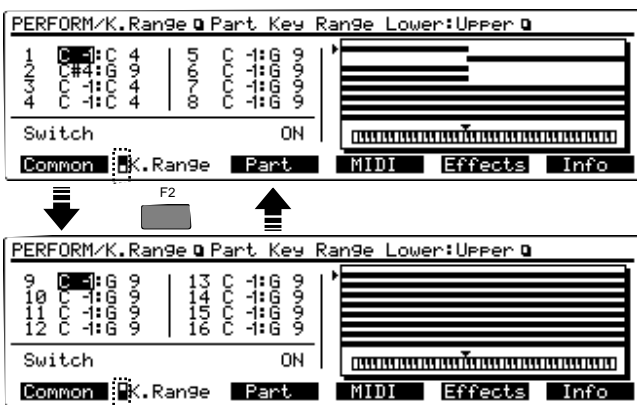 PERFORM/K.Range Part Key Range Lower:Upper
1 C -1:C 4 5 C -1:G 9
2 C#4:G 9 6 C -1:G 9
3 C -1:C 4 7 C -1:G 9
4 C -1:C 4 8 C -1:G 9
Switch ON
Common K.Range Part MIDI Effects Info
F2
PERFORM/K.Range Part Key Range Lower:Upper
9 C -1:G 9 13 C -1:G 9
10 C -1:G 9 14 C -1:G 9
11 C -1:G 9 15 C -1:G 9
12 C -1:G 9 16 C -1:G 9
Switch ON
Common K.Range Part MIDI Effects Info